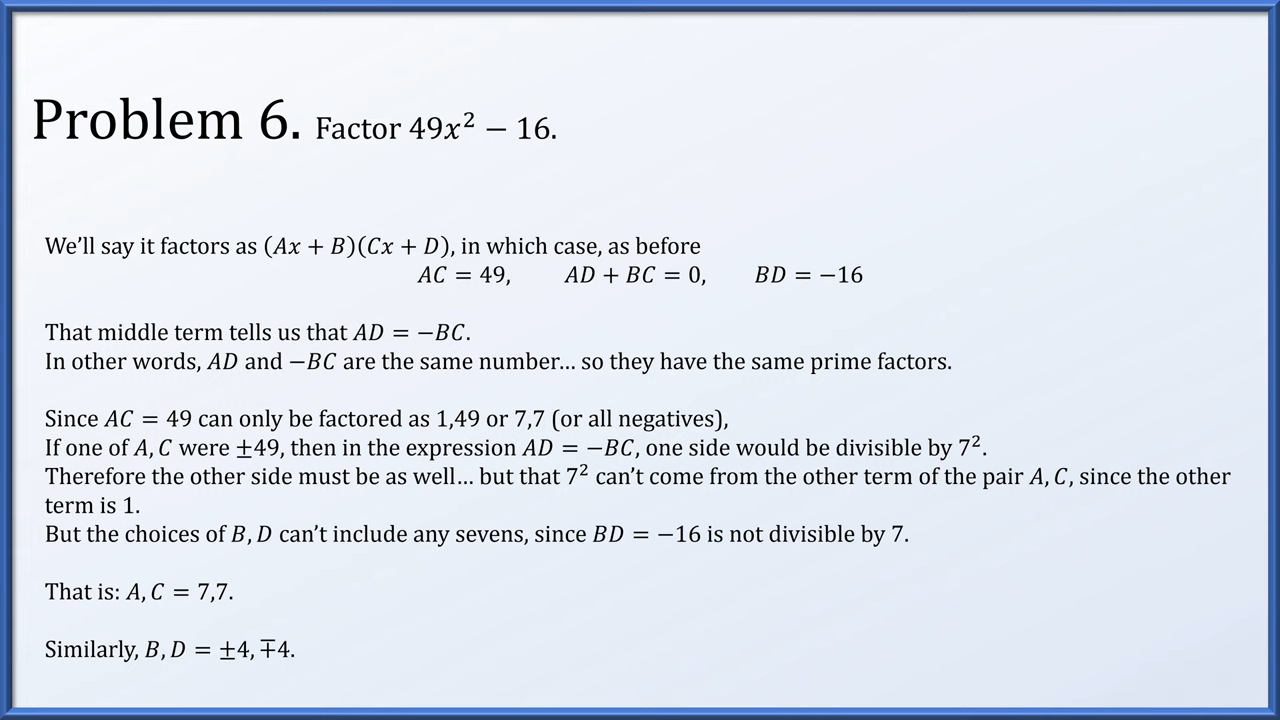 Problem 6. Factor 49𝑥² − 16.
We’ll say it factors as (𝐴𝑥 + 𝐵)(𝐶𝑥 + 𝐷), in which case, as before
𝐴𝐶 = 49, 𝐴𝐷 + 𝐵𝐶 = 0, 𝐵𝐷 = −16
That middle term tells us that 𝐴𝐷 = −𝐵𝐶.
In other words, 𝐴𝐷 and −𝐵𝐶 are the same number… so they have the same prime factors.
Since 𝐴𝐶 = 49 can only be factored as 1,49 or 7,7 (or all negatives),
If one of 𝐴, 𝐶 were ±49, then in the expression 𝐴𝐷 = −𝐵𝐶, one side would be divisible by 7².
Therefore the other side must be as well… but that 7² can’t come from the other term of the pair 𝐴, 𝐶, since the other
term is 1.
But the choices of 𝐵, 𝐷 can’t include any sevens, since 𝐵𝐷 = −16 is not divisible by 7.
That is: 𝐴, 𝐶 = 7,7.
Similarly, 𝐵, 𝐷 = ±4, ∓4.